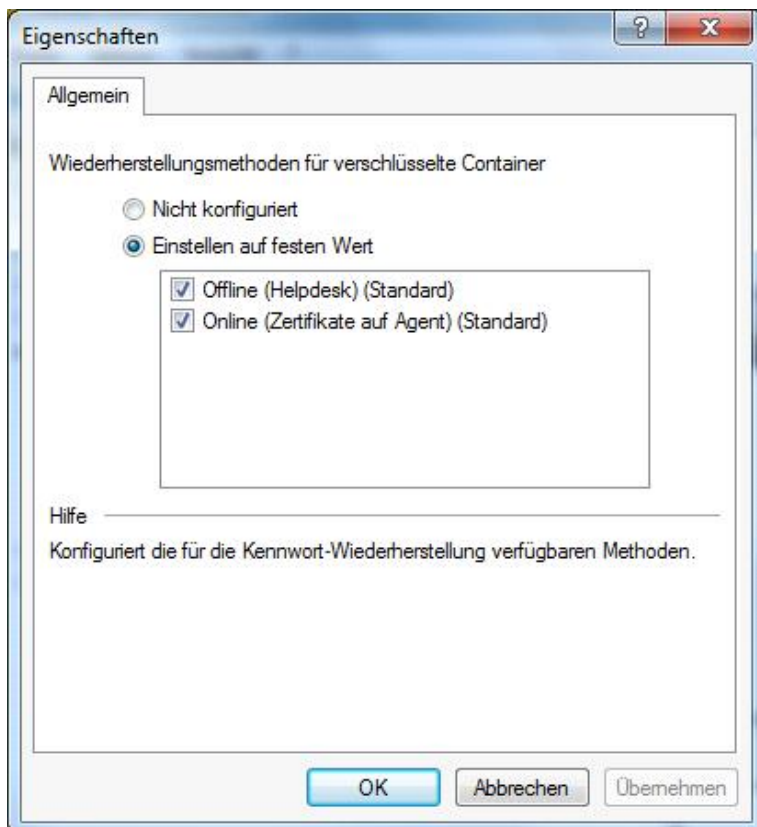 Eigenschaften
?
Allgemein
Wiederherstellungsmethoden für verschlüsselte Container
Nicht konfiguriert
Einstellen auf festen Wert
Offline (Helpdesk) (Standard)
Online (Zertifikate auf Agent) (Standard)
Hilfe
Konfiguriert die für die Kennwort-Wiederherstellung verfügbaren Methoden.
OK Abbrechen Übernehmen